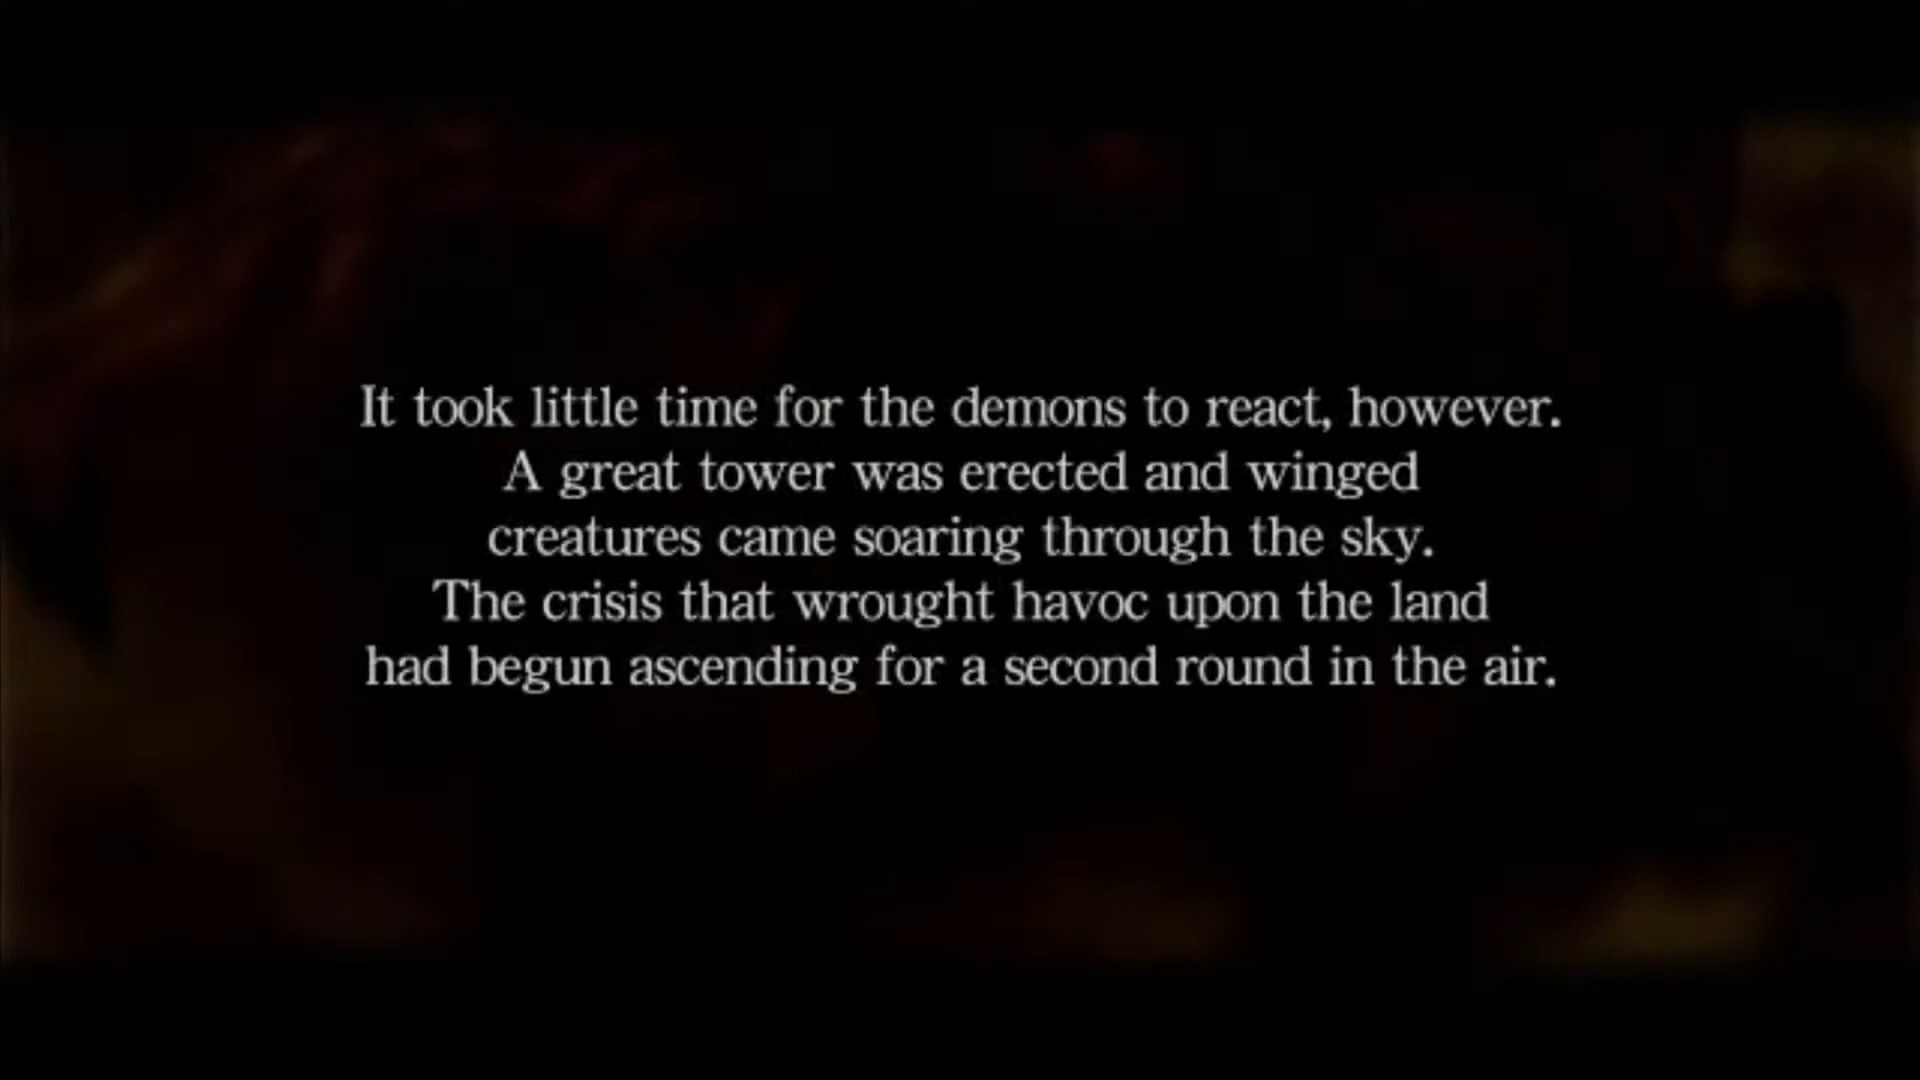 It took little time for the demons to react, however.
A great tower was erected and winged
creatures came soaring through the sky.
The crisis that wrought havoc upon the land
had begun ascending for a second round in the air.